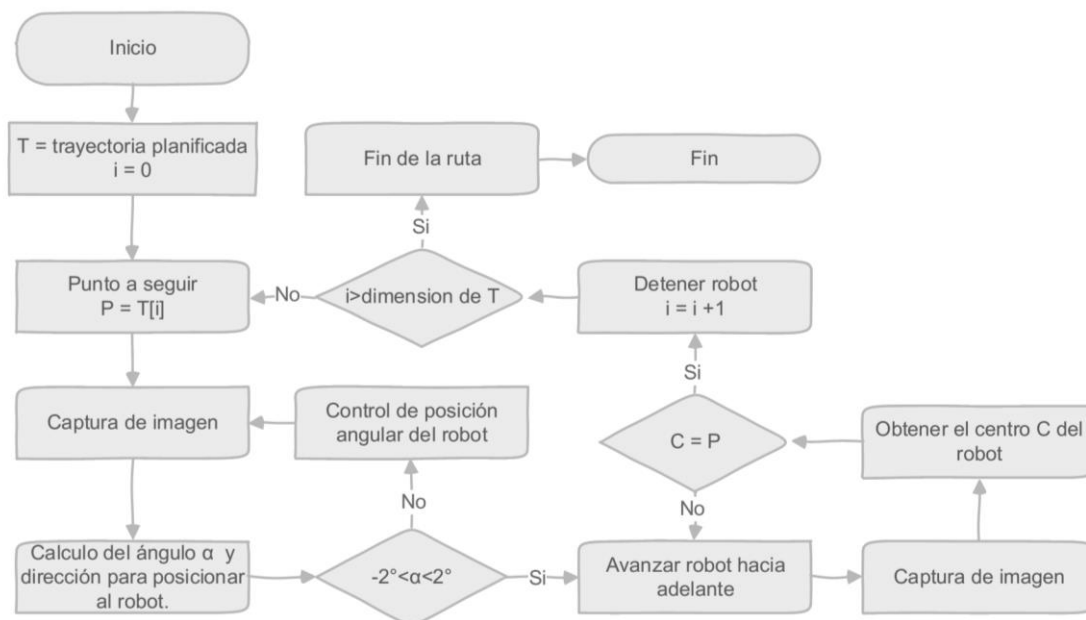 Inicio
T = trayectoria planificada
i = 0
Fin de la ruta
Fin
Si
Punto a seguir
P = T[i]
No
i>dimension de T
Detener robot
i = i +1
Si
Captura de imagen
Control de posición
angular del robot
C = P
Obtener el centro C del
robot
No
No
Calculo del ángulo α y
dirección para posicionar
al robot.
-2°<α<2°
Si
Avanzar robot hacia
adelante
Captura de imagen